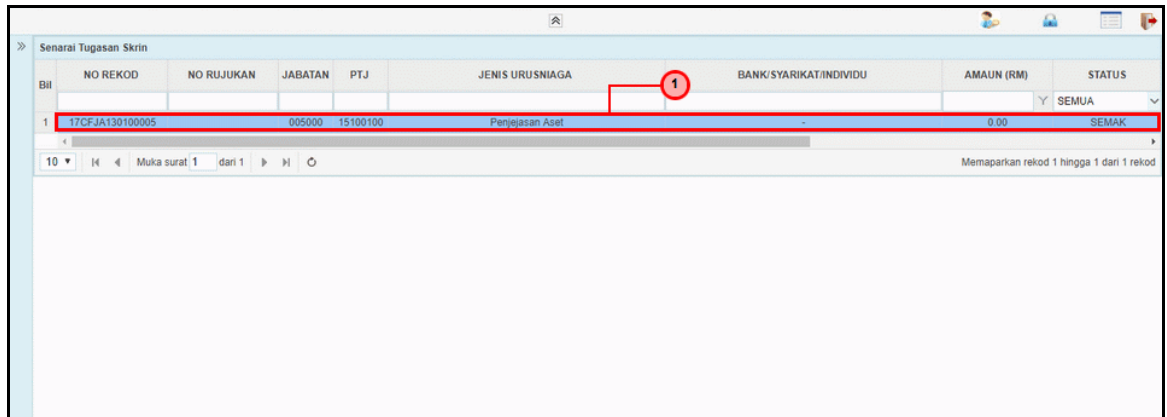 Senarai Tugasan Skrin
Bil NO REKOD NO RUJUKAN JABATAN PTJ JENIS URUSNIAGA BANK/SYARIKAT/INDIVIDU AMAUN (RM) STATUS
1
SEMUA
1 17CFJA130100005 005000 15100100 Penjejasan Aset - 0.00 SEMAK
10 Muka surat 1 dari 1 Memaparkan rekod 1 hingga 1 dari 1 rekod